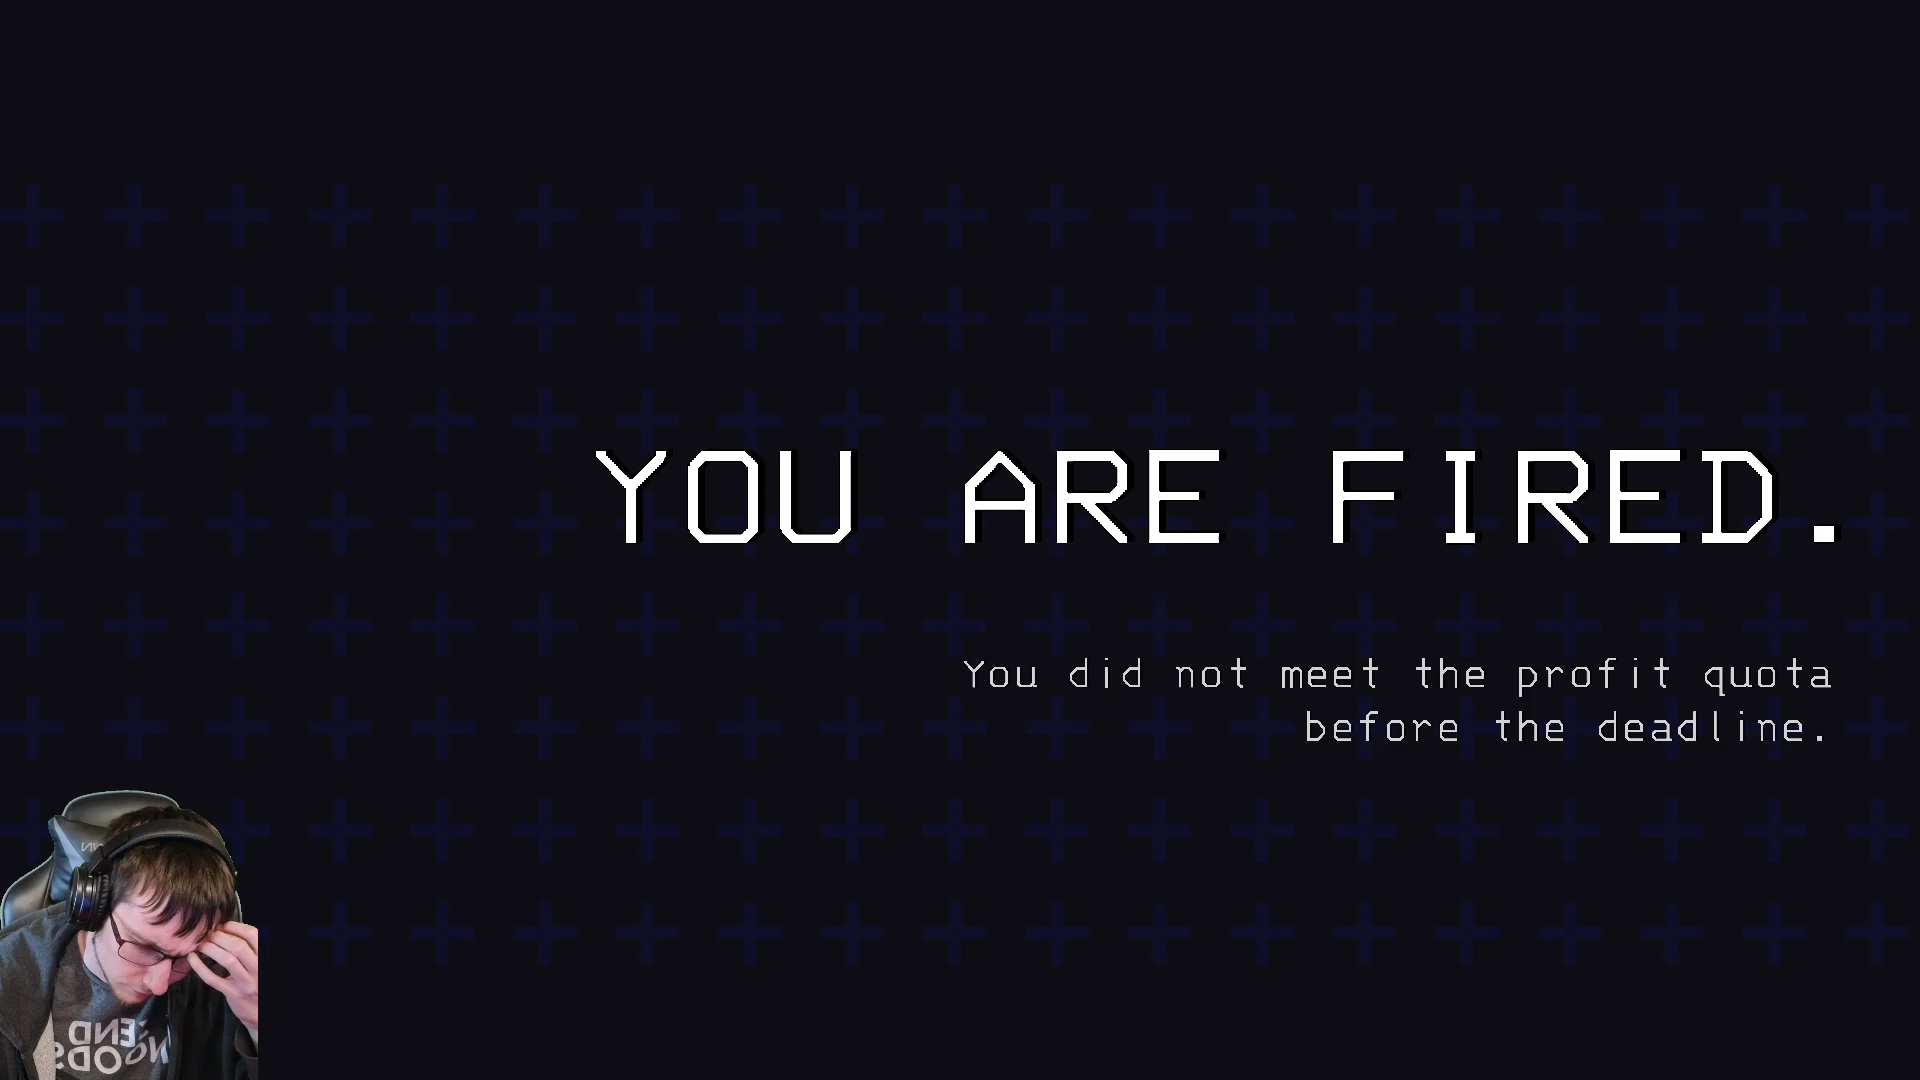 YOU ARE FIRED.
You did not meet the profit quota
before the deadline.